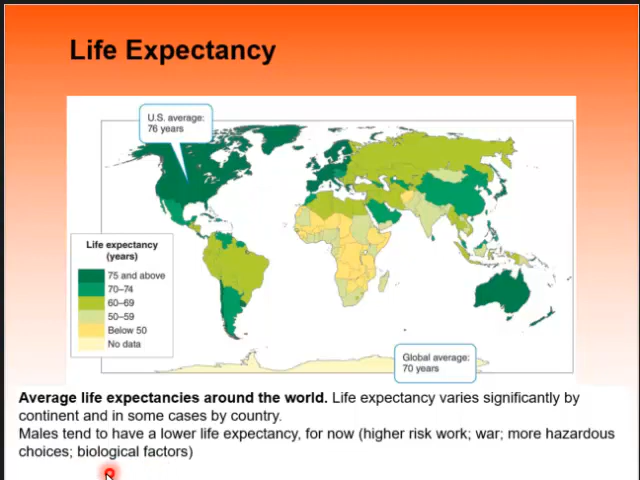 Life Expectancy
U.S. average:
76 years
Life expectancy
(years)
75 and above
70–74
60–69
50–59
Below 50
No data
Global average:
70 years
Average life expectancies around the world. Life expectancy varies significantly by
continent and in some cases by country.
Males tend to have a lower life expectancy, for now (higher risk work; war; more hazardous
choices; biological factors)